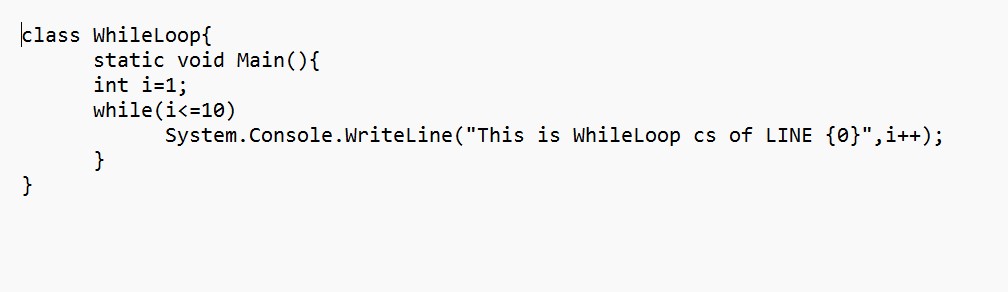 class WhileLoop{
static void Main(){
int i=1;
while(i<=10)
System.Console.WriteLine("This is WhileLoop cs of LINE {0}",i++);
}
}